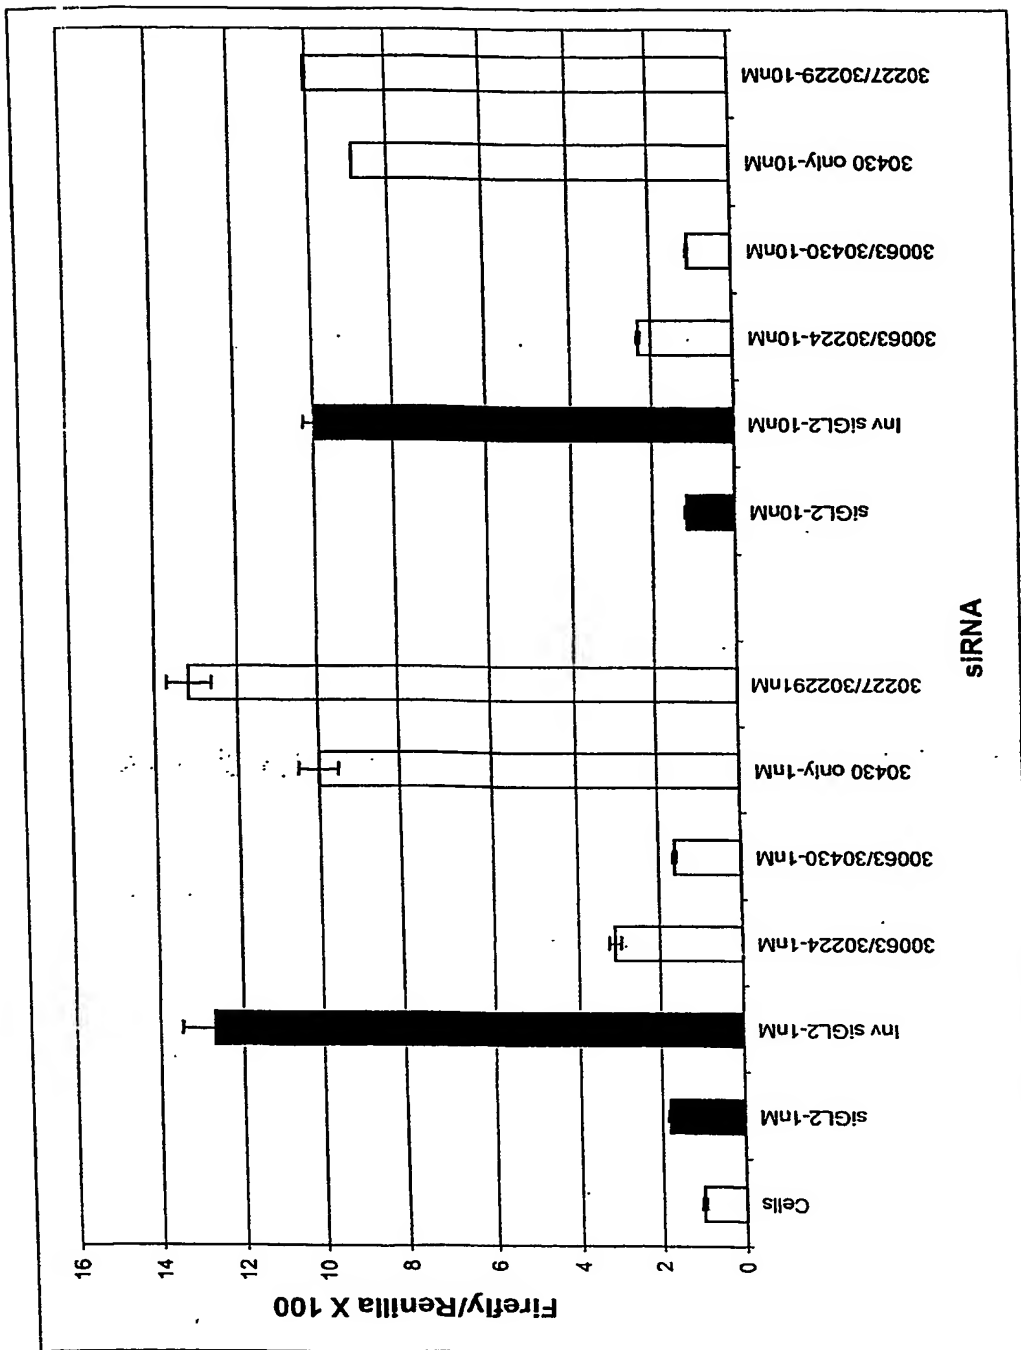 Firefly/Renilla X 100
16
14
12
10
8
6
4
2
0
Cells
siGL2-1nM
Inv siGL2-1nM
30063/30224-1nM
30063/30430-1nM
30430 only-1nM
30227/302291nM
siGL2-10nM
Inv siGL2-10nM
30063/30224-10nM
30063/30430-10nM
30430 only-10nM
30227/30229-10nM
siRNA